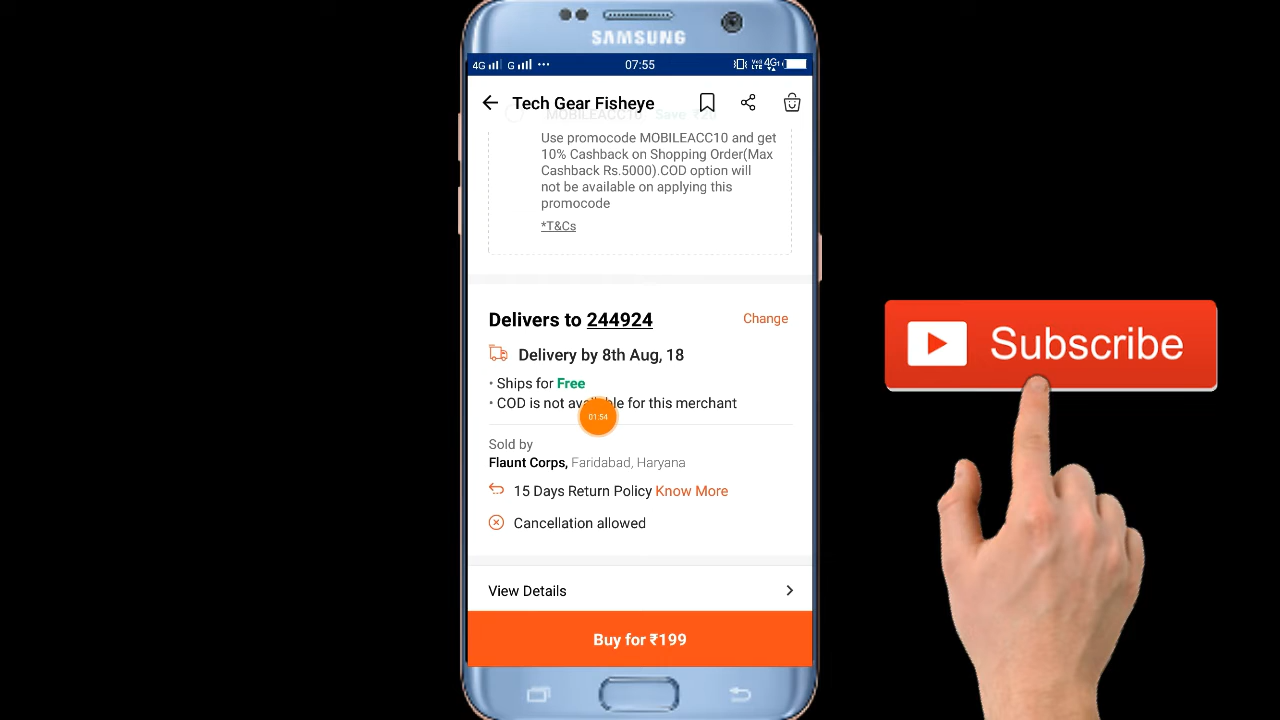 SAMSUNG
4G G ••• 07:55 VoLTE 4G
Tech Gear Fisheye
MOBILEACC10 Save ₹20
Use promocode MOBILEACC10 and get
10% Cashback on Shopping Order(Max
Cashback Rs.5000).COD option will
not be available on applying this
promocode
*T&Cs
Delivers to 244924 Change
Delivery by 8th Aug, 18
• Ships for Free
• COD is not available for this merchant
01:54
Sold by
Flaunt Corps, Faridabad, Haryana
15 Days Return Policy Know More
Cancellation allowed
View Details
Buy for ₹199
Subscribe